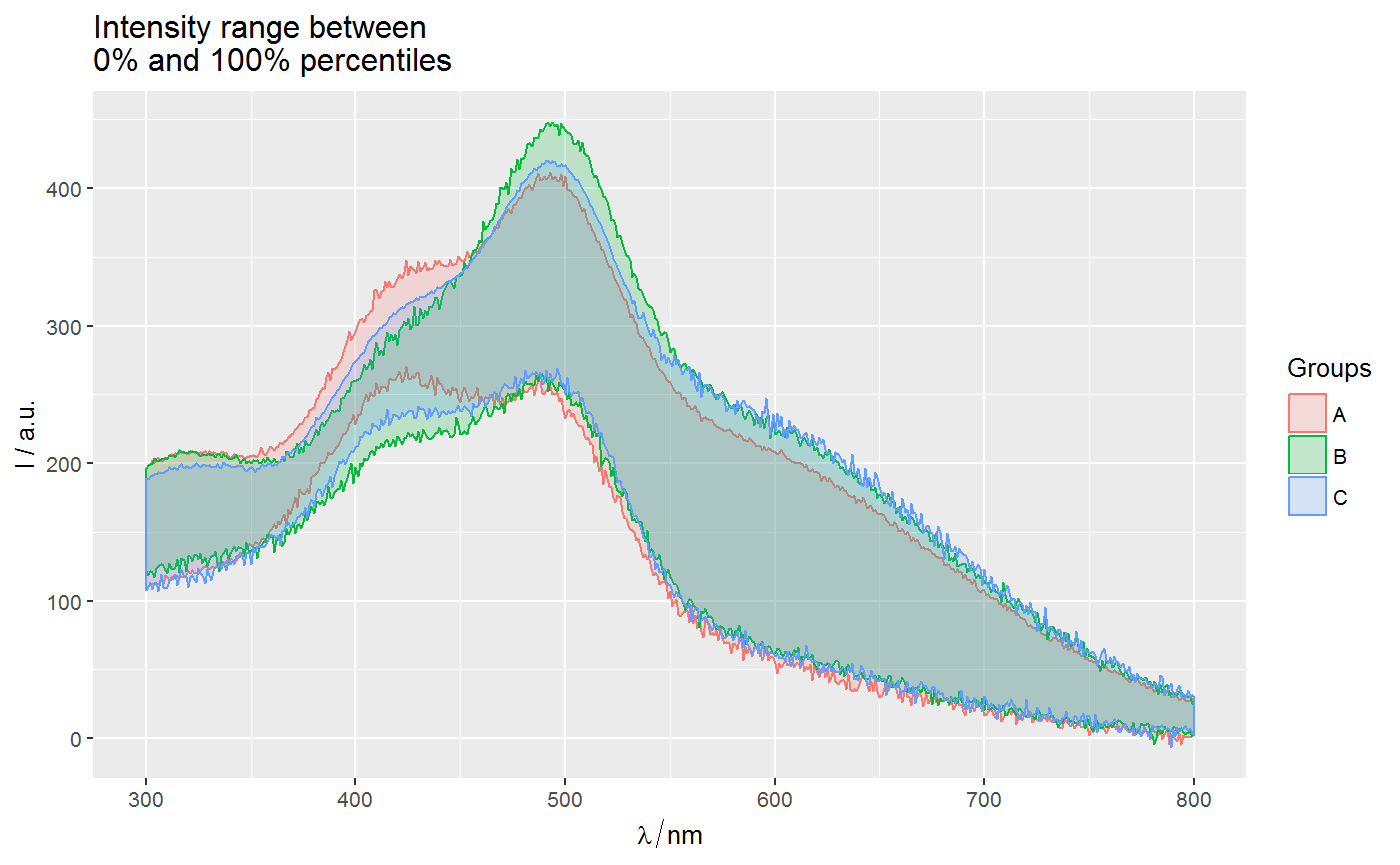 Intensity range between
0% and 100% percentiles
I / a.u.
400
300
200
100
0
300 400 500 600 700 800
λ/nm
Groups
A
B
C